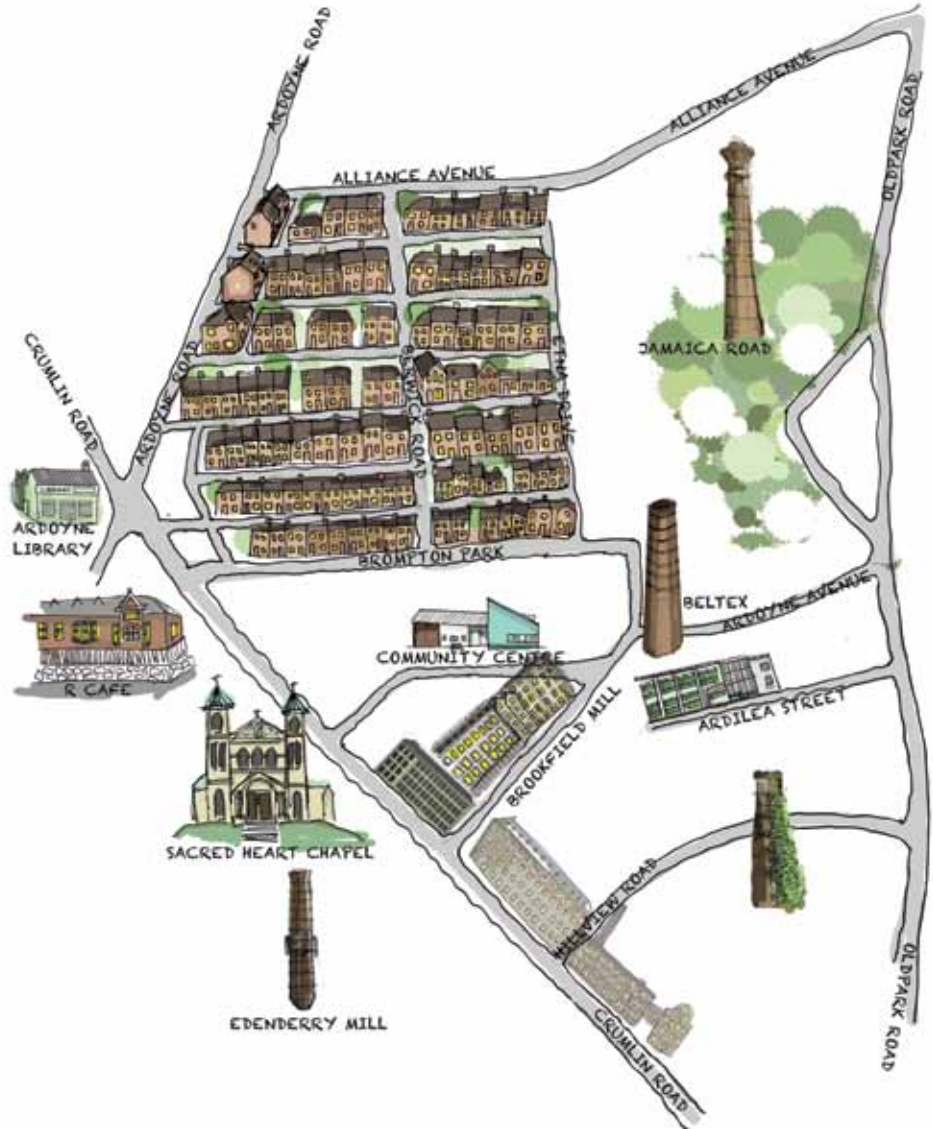 ARDOYNE ROAD
ALLIANCE AVENUE
ALLIANCE AVENUE
OLDPARK ROAD
CRUMLIN ROAD
ARDOYNE ROAD
BERWICK ROAD
ETNA DRIVE
JAMAICA ROAD
ARDOYNE
LIBRARY
BROMPTON PARK
BELTEX
ARDOYNE AVENUE
R CAFE
COMMUNITY CENTRE
ARDILEA STREET
BROOKFIELD MILL
SACRED HEART CHAPEL
HILLVIEW ROAD
EDENDERRY MILL
OLDPARK ROAD
CRUMLIN ROAD